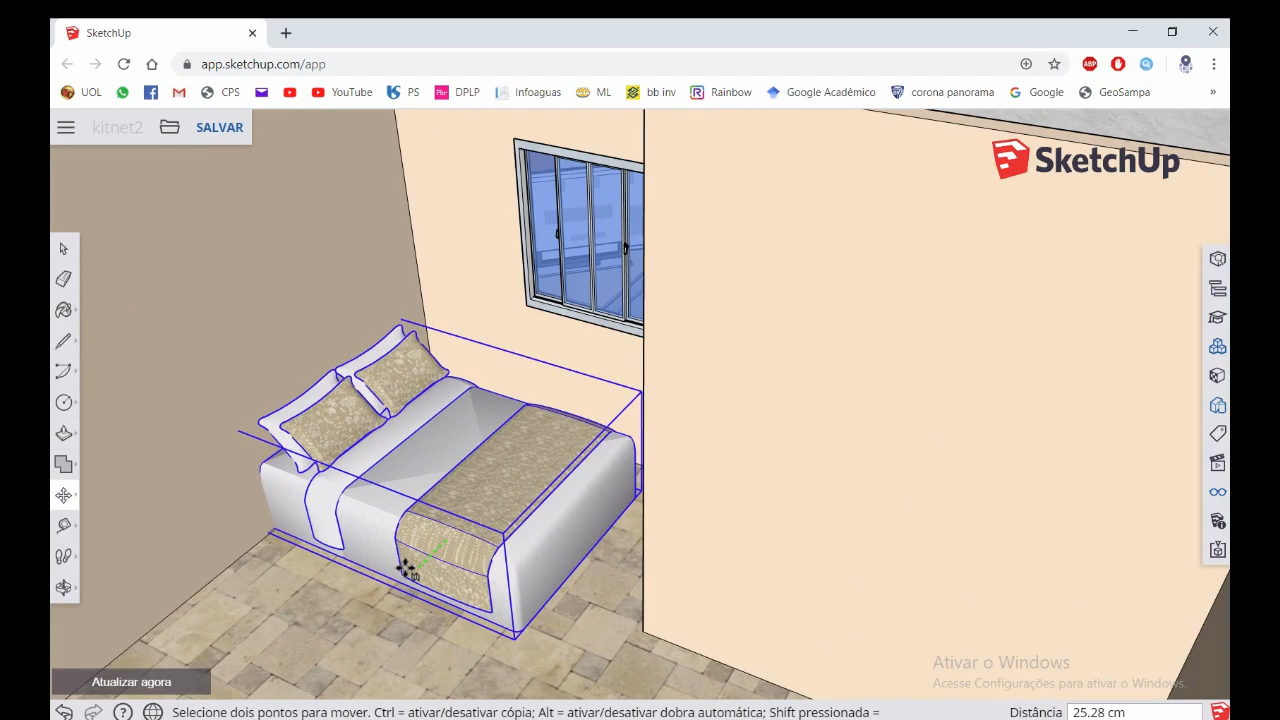 SketchUp
app.sketchup.com/app
ABP
UOL CPS YouTube PS DPLP Infoaguas ML bb inv Rainbow Google Acadêmico corona panorama Google GeoSampa »
kitnet2 SALVAR
SketchUp
Ativar o Windows
Acesse Configurações para ativar o Windows.
Atualizar agora
Selecione dois pontos para mover. Ctrl = ativar/desativar cópia; Alt = ativar/desativar dobra automática; Shift pressionada = Distância 25.28 cm